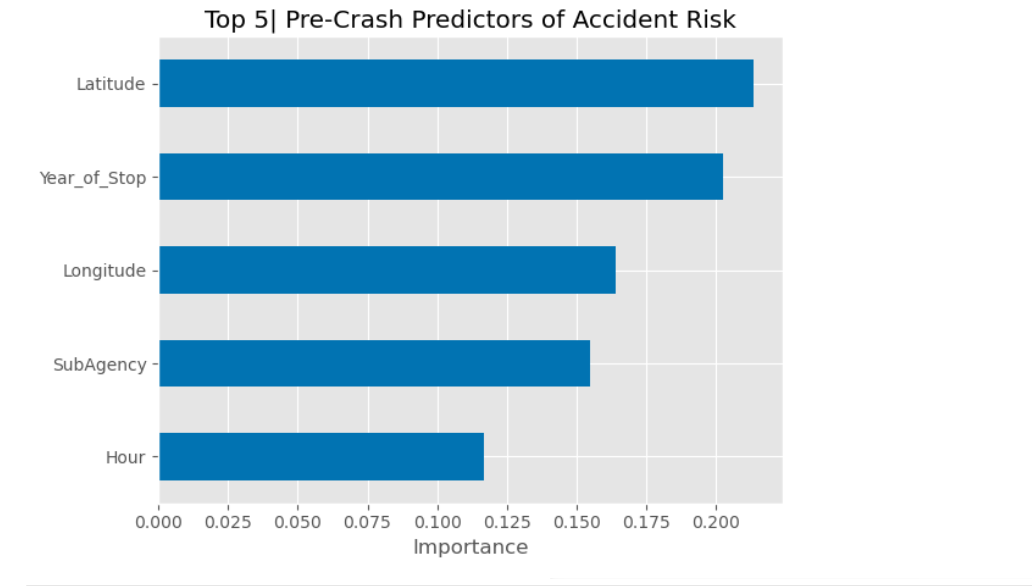 Top 5| Pre-Crash Predictors of Accident Risk
Latitude
Year_of_Stop
Longitude
SubAgency
Hour
0.000 0.025 0.050 0.075 0.100 0.125 0.150 0.175 0.200
Importance